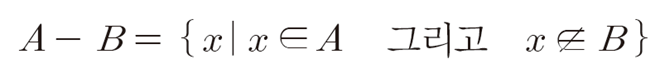 A − B = {x | x ∈ A 그리고 x ∉ B}